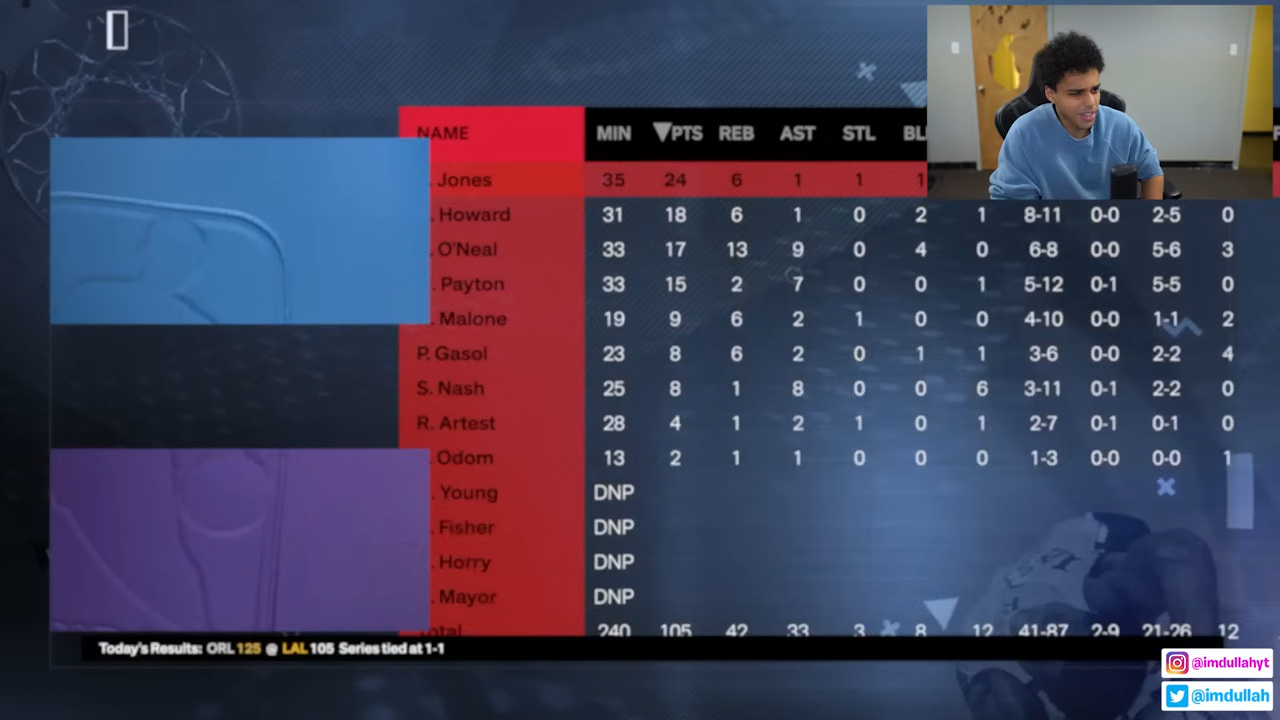 NAME MIN PTS REB AST STL BL
. Jones 35 24 6 1 1 1
. Howard 31 18 6 1 0 2 1 8-11 0-0 2-5 0
. O'Neal 33 17 13 9 0 4 0 6-8 0-0 5-6 3
. Payton 33 15 2 7 0 0 1 5-12 0-1 5-5 0
. Malone 19 9 6 2 1 0 0 4-10 0-0 1-1 2
P. Gasol 23 8 6 2 0 1 1 3-6 0-0 2-2 4
S. Nash 25 8 1 8 0 0 6 3-11 0-1 2-2 0
R. Artest 28 4 1 2 1 0 1 2-7 0-1 0-1 0
. Odom 13 2 1 1 0 0 0 1-3 0-0 0-0 1
. Young DNP
. Fisher DNP
. Horry DNP
. Mayor DNP
Total: 240 105 42 33 3 8 12 41-87 2-9 21-26 12
Today's Results: ORL 125 @ LAL 105 Series tied at 1-1
@imdullahyt
@imdullah